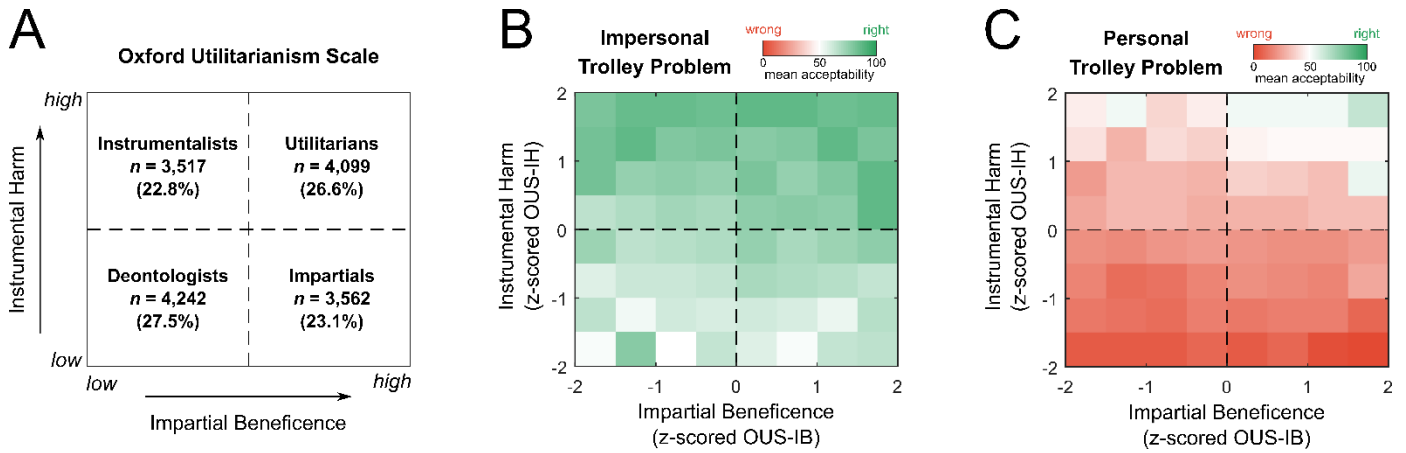 A
Oxford Utilitarianism Scale
high
Instrumental Harm
low
Instrumentalists
n = 3,517
(22.8%)
Utilitarians
n = 4,099
(26.6%)
Deontologists
n = 4,242
(27.5%)
Impartials
n = 3,562
(23.1%)
low
high
Impartial Beneficence
B
Impersonal
Trolley Problem
wrong
right
0
50
100
mean acceptability
Instrumental Harm
(z-scored OUS-IH)
2
1
0
-1
-2
-2
-1
0
1
2
Impartial Beneficence
(z-scored OUS-IB)
C
Personal
Trolley Problem
wrong
right
0
50
100
mean acceptability
Instrumental Harm
(z-scored OUS-IH)
2
1
0
-1
-2
-2
-1
0
1
2
Impartial Beneficence
(z-scored OUS-IB)